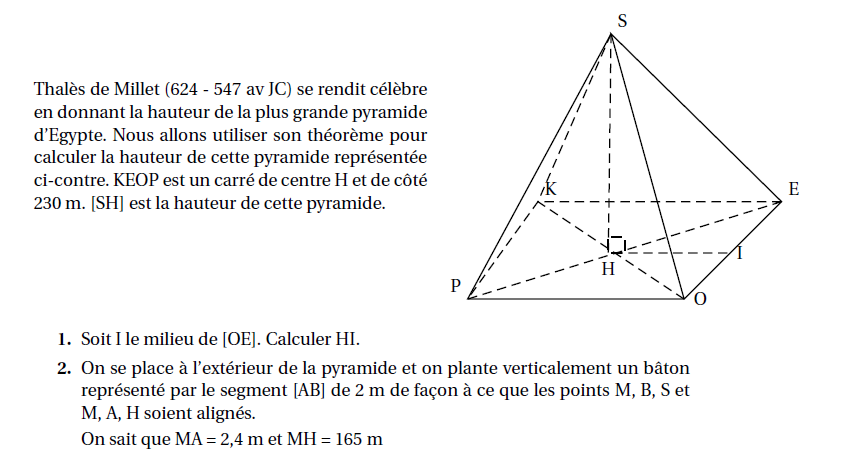 Thalès de Millet (624 - 547 av JC) se rendit célèbre
en donnant la hauteur de la plus grande pyramide
d'Egypte. Nous allons utiliser son théorème pour
calculer la hauteur de cette pyramide représentée
ci-contre. KEOP est un carré de centre H et de côté
230 m. [SH] est la hauteur de cette pyramide.
S
K
E
H
I
P
O
1. Soit I le milieu de [OE]. Calculer HI.
2. On se place à l'extérieur de la pyramide et on plante verticalement un bâton
représenté par le segment [AB] de 2 m de façon à ce que les points M, B, S et
M, A, H soient alignés.
On sait que MA = 2,4 m et MH = 165 m